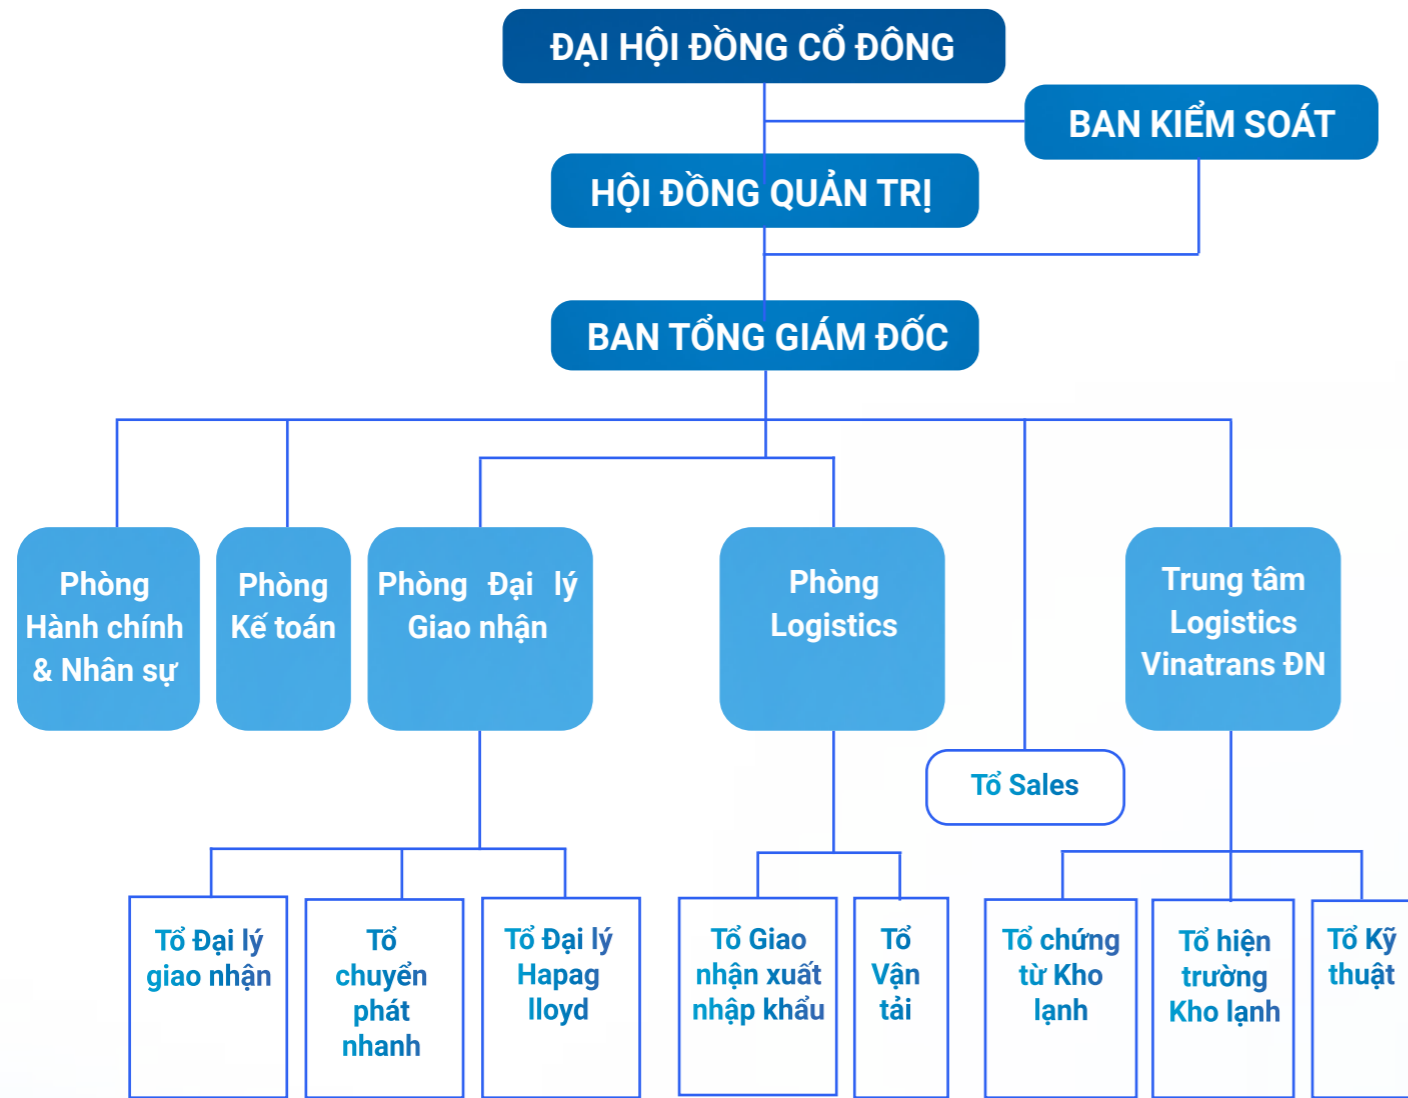 ĐẠI HỘI ĐỒNG CỔ ĐÔNG
BAN KIỂM SOÁT
HỘI ĐỒNG QUẢN TRỊ
BAN TỔNG GIÁM ĐỐC
Phòng
Hành chính
& Nhân sự
Phòng
Kế toán
Phòng Đại lý
Giao nhận
Phòng
Logistics
Trung tâm
Logistics
Vinatrans ĐN
Tổ Sales
Tổ Đại lý
giao nhận
Tổ
chuyển
phát
nhanh
Tổ Đại lý
Hapag
lloyd
Tổ Giao
nhận xuất
nhập khẩu
Tổ
Vận
tải
Tổ chứng
từ Kho
lạnh
Tổ hiện
trường
Kho lạnh
Tổ Kỹ
thuật